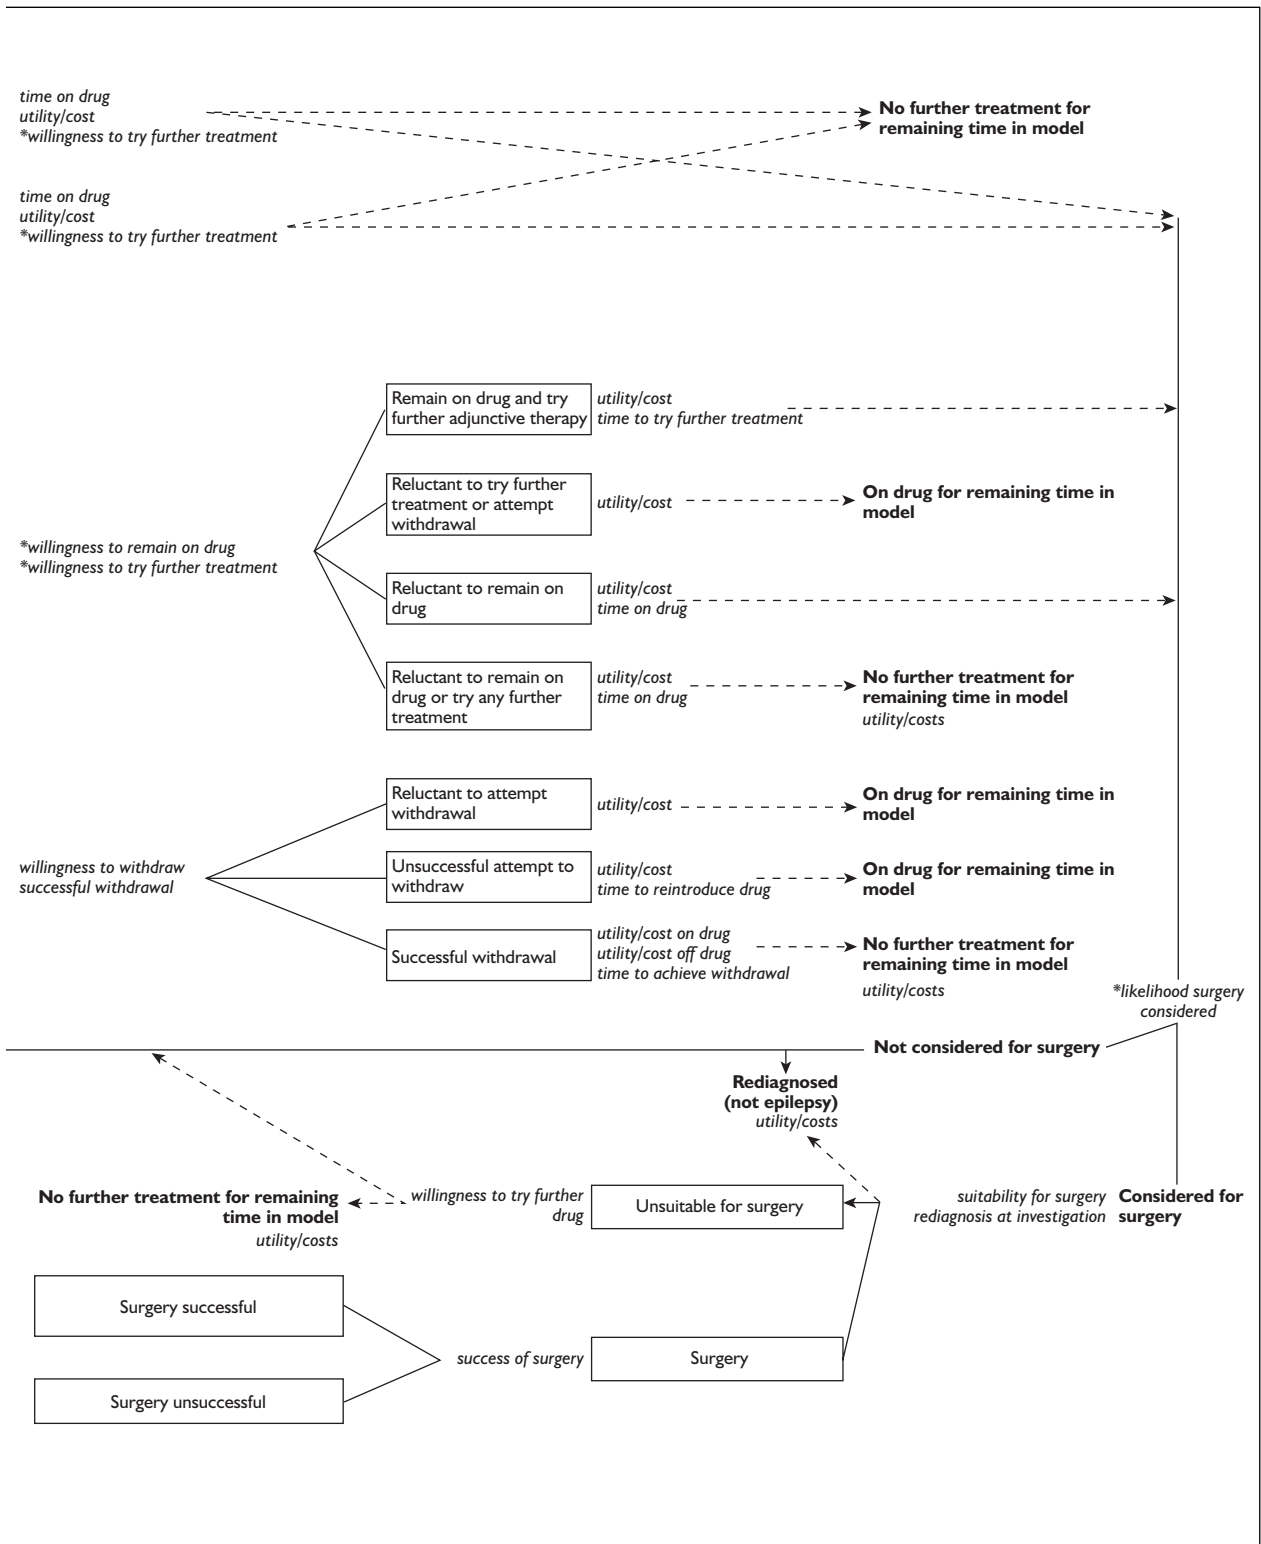 time on drug
utility/cost
*willingness to try further treatment
No further treatment for
remaining time in model
time on drug
utility/cost
*willingness to try further treatment
Remain on drug and try
further adjunctive therapy
utility/cost
time to try further treatment
Reluctant to try further
treatment or attempt
withdrawal
utility/cost
On drug for remaining time in
model
*willingness to remain on drug
*willingness to try further treatment
Reluctant to remain on
drug
utility/cost
time on drug
Reluctant to remain on
drug or try any further
treatment
utility/cost
time on drug
No further treatment for
remaining time in model
utility/costs
Reluctant to attempt
withdrawal
utility/cost
On drug for remaining time in
model
willingness to withdraw
successful withdrawal
Unsuccessful attempt to
withdraw
utility/cost
time to reintroduce drug
On drug for remaining time in
model
Successful withdrawal
utility/cost on drug
utility/cost off drug
time to achieve withdrawal
No further treatment for
remaining time in model
utility/costs
*likelihood surgery
considered
Not considered for surgery
Rediagnosed
(not epilepsy)
utility/costs
No further treatment for remaining
time in model
utility/costs
willingness to try further
drug
Unsuitable for surgery
suitability for surgery
rediagnosis at investigation
Considered for
surgery
Surgery successful
success of surgery
Surgery
Surgery unsuccessful